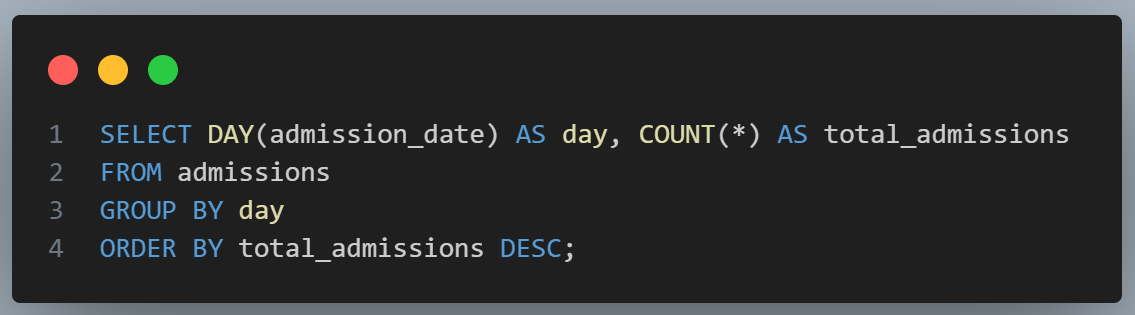 1 SELECT DAY(admission_date) AS day, COUNT(*) AS total_admissions
2 FROM admissions
3 GROUP BY day
4 ORDER BY total_admissions DESC;